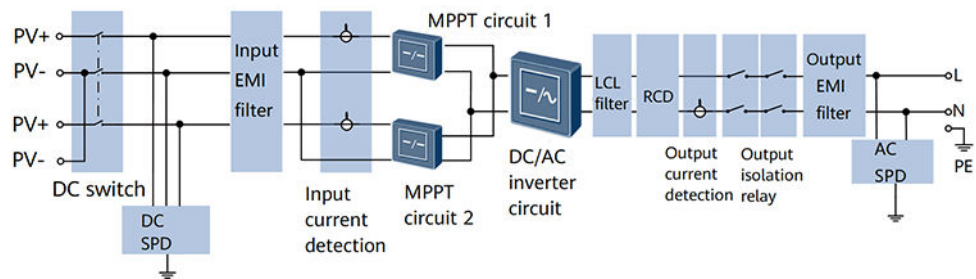 PV+
PV-
PV+
PV-
DC switch
DC
SPD
Input
EMI
filter
Input
current
detection
MPPT circuit 1
MPPT
circuit 2
DC/AC
inverter
circuit
LCL
filter
RCD
Output
current
detection
Output
isolation
relay
Output
EMI
filter
AC
SPD
L
N
PE